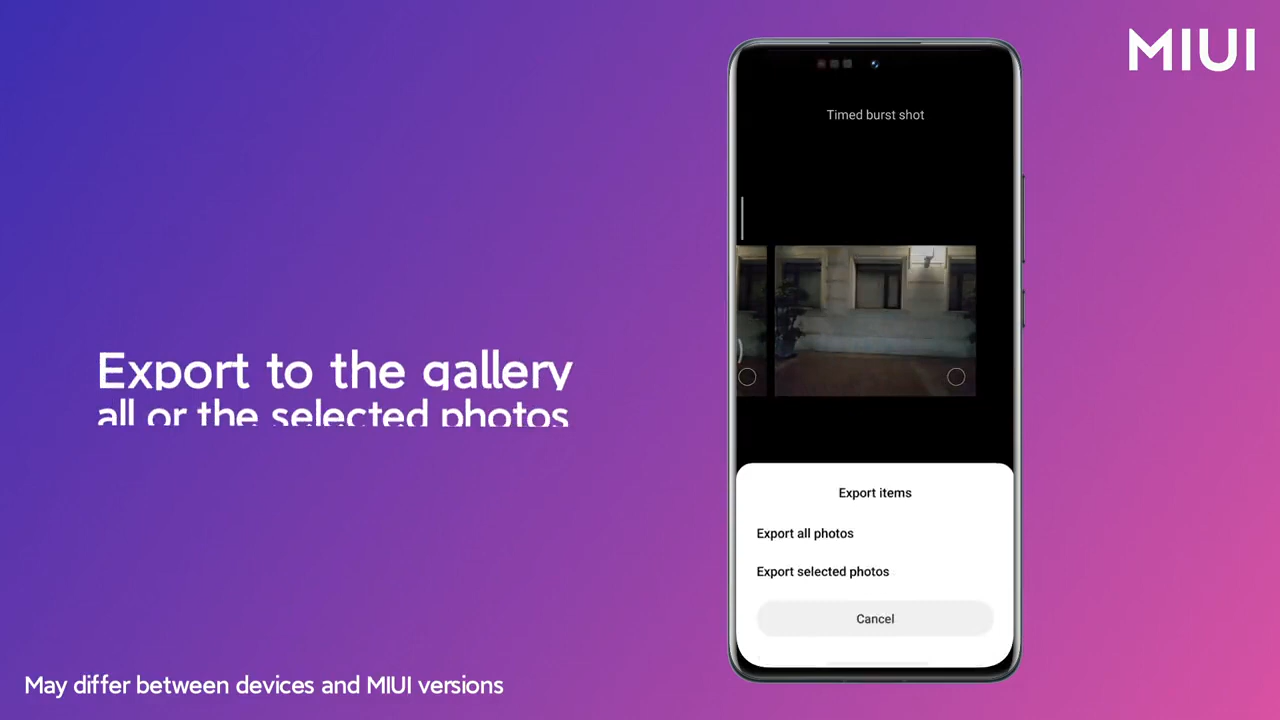 MIUI
Timed burst shot
Export to the gallery
all or the selected photos
Export items
Export all photos
Export selected photos
Cancel
May differ between devices and MIUI versions